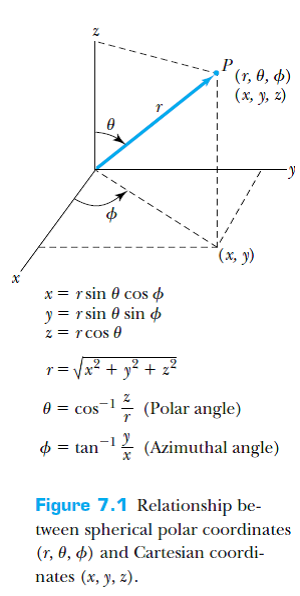 z
P
(r, θ, ϕ)
(x, y, z)
r
θ
y
ϕ
(x, y)
x
x = r sin θ cos ϕ
y = r sin θ sin ϕ
z = r cos θ
r = √x² + y² + z²
θ = cos⁻¹ z/r (Polar angle)
ϕ = tan⁻¹ y/x (Azimuthal angle)
Figure 7.1 Relationship be-
tween spherical polar coordinates
(r, θ, ϕ) and Cartesian coordi-
nates (x, y, z).